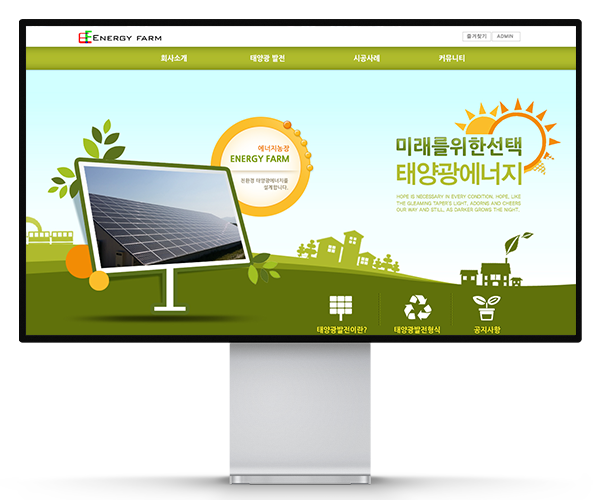 ENERGY FARM
즐겨찾기 ADMIN
회사소개 태양광 발전 시공사례 커뮤니티
에너지농장
ENERGY FARM
친환경 태양광에너지를
설계합니다.
미래를위한선택
태양광에너지
HOPE IS NECESSARY IN EVERY CONDITION. HOPE, LIKE
THE GLEAMING TAPER'S LIGHT, ADORNS AND CHEERS
OUR WAY AND STILL, AS DARKER GROWS THE NIGHT.
태양광발전이란? 태양광발전형식 공지사항